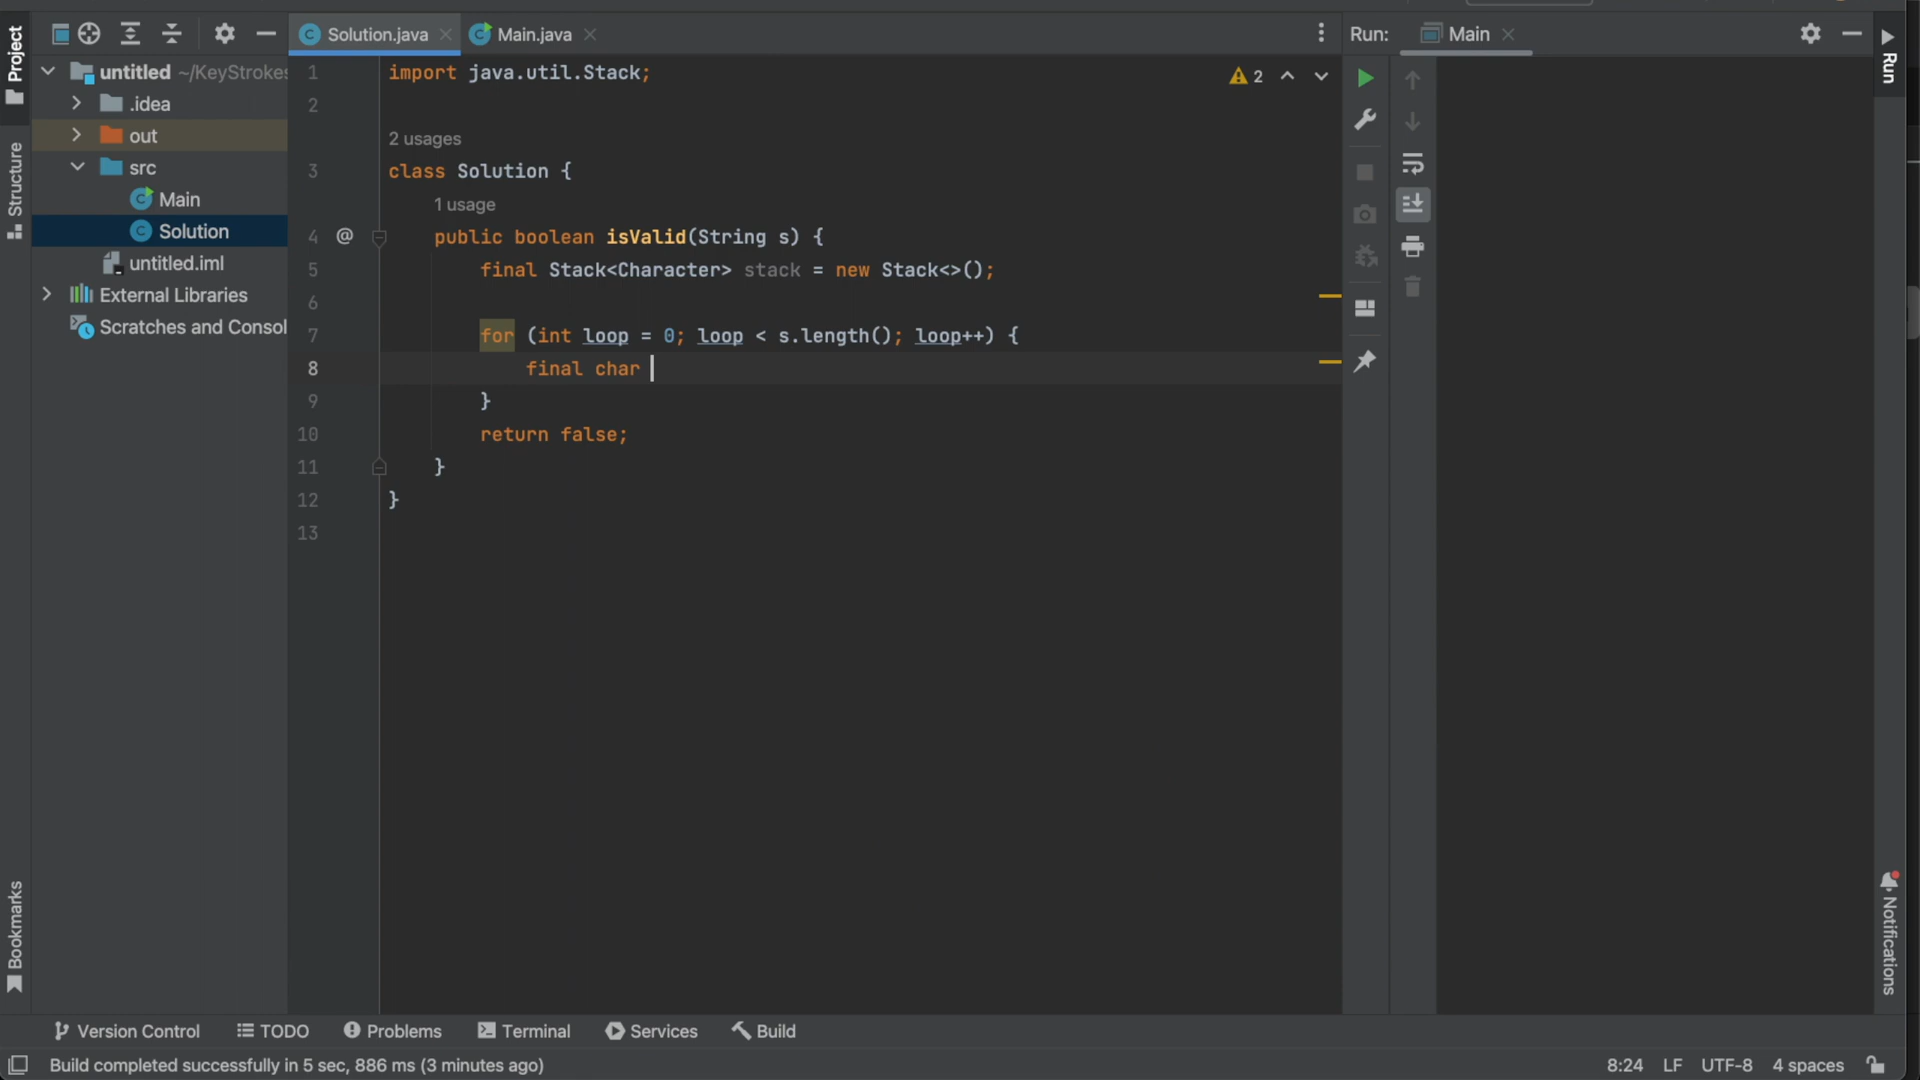 Project
Structure
Bookmarks
untitled ~/KeyStrokes
.idea
out
src
Main
Solution
untitled.iml
External Libraries
Scratches and Consol
Solution.java
Main.java
2
1 import java.util.Stack;
2
2 usages
3 class Solution {
1 usage
4 @ public boolean isValid(String s) {
5 final Stack<Character> stack = new Stack<>();
6
7 for (int loop = 0; loop < s.length(); loop++) {
8 final char
9 }
10 return false;
11 }
12 }
13
Run: Main
Run
Notifications
Version Control TODO Problems Terminal Services Build
Build completed successfully in 5 sec, 886 ms (3 minutes ago) 8:24 LF UTF-8 4 spaces